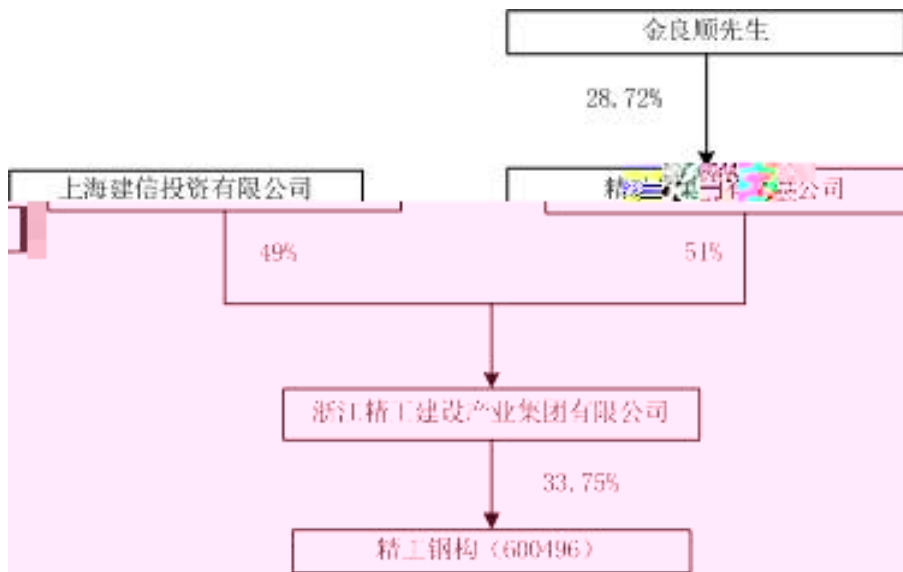 金良顺先生
28.72%
上海建信投资有限公司
精 集 公司
49%
51%
浙江精工建设产业集团有限公司
33.75%
精工钢构（600496）